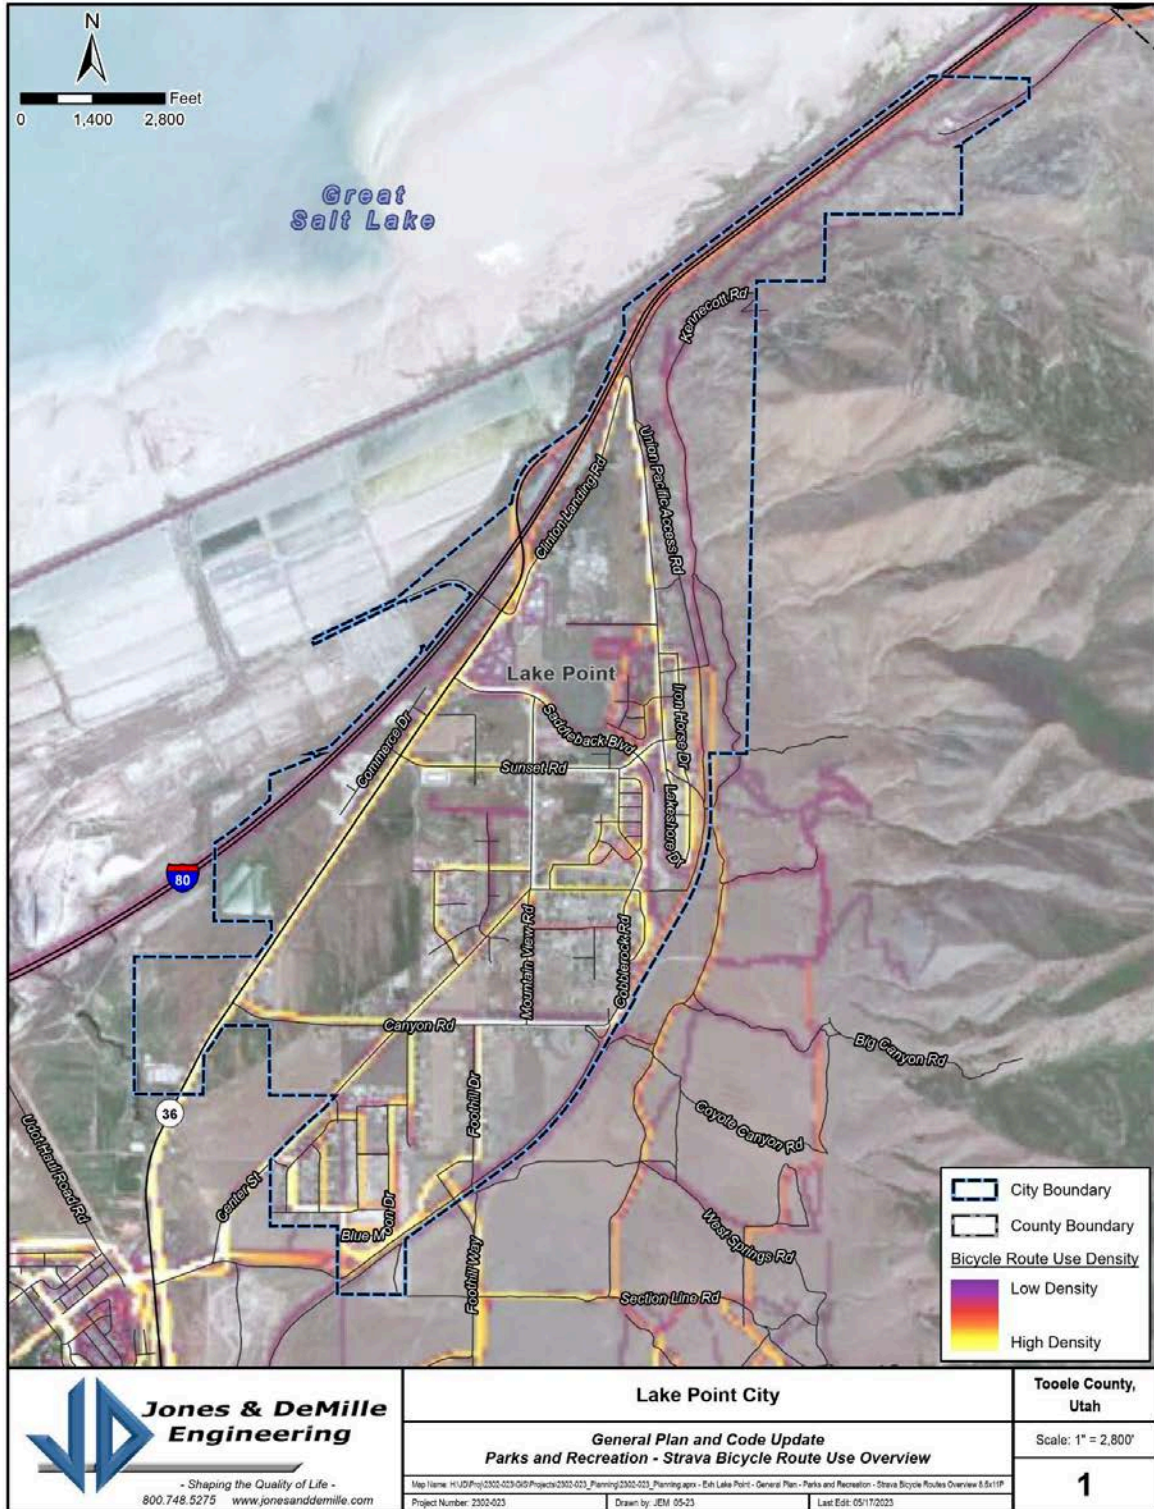 N
Feet
0 1,400 2,800
Great
Salt Lake
Kennecott Rd
Union Pacific Access Rd
Clinton Landing Rd
Lake Point
Iron Horse Dr
Saddleback Blvd
Commerce Dr
Sunset Rd
Lakeshore Dr
80
Mountain View Rd
Cobblerock Rd
Canyon Rd
Big Canyon Rd
36
Foothill Dr
Coyote Canyon Rd
Udot Haul Road Rd
Center St
Blue Moon Dr
West Springs Rd
Foothill Way
Section Line Rd
City Boundary
County Boundary
Bicycle Route Use Density
Low Density
High Density
Jones & DeMille
Engineering
- Shaping the Quality of Life -
800.748.5275 www.jonesanddemille.com
Lake Point City
General Plan and Code Update
Parks and Recreation - Strava Bicycle Route Use Overview
Project Number: 2302-023 Drawn by: JEM 05-23 Last Edit: 05/17/2023
Tooele County,
Utah
Scale: 1" = 2,800'
1